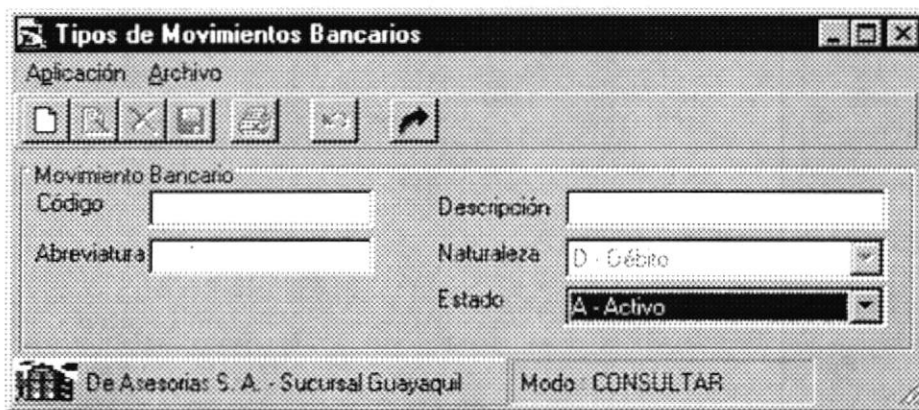 Tipos de Movimientos Bancarios
Aplicación Archivo
Movimiento Bancario
Código Descripción
Abreviatura Naturaleza D - Débito
Estado A - Activo
De Asesorias S. A. - Sucursal Guayaquil Modo : CONSULTAR